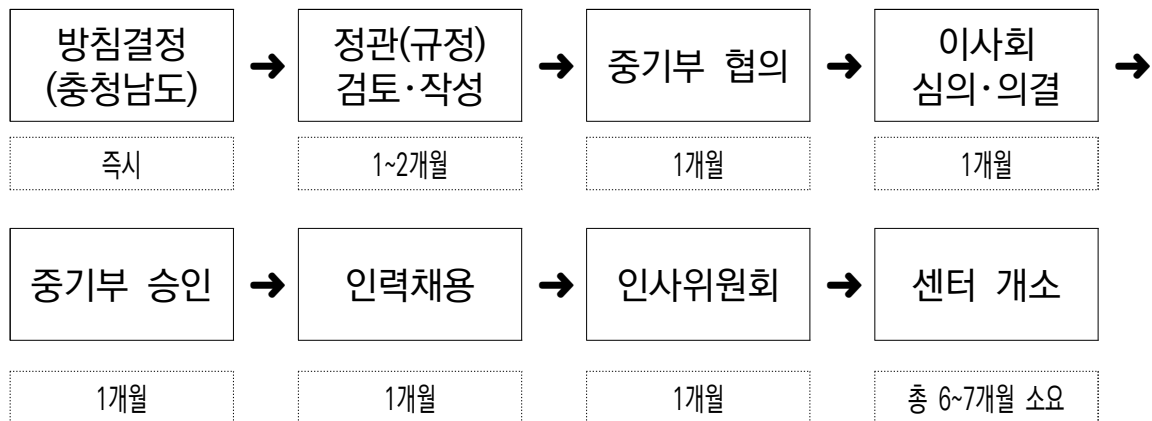 방침결정
(충청남도)
➜
정관(규정)
검토·작성
➜
중기부 협의
➜
이사회
심의·의결
➜
즉시
1~2개월
1개월
1개월
중기부 승인
➜
인력채용
➜
인사위원회
➜
센터 개소
1개월
1개월
1개월
총 6~7개월 소요